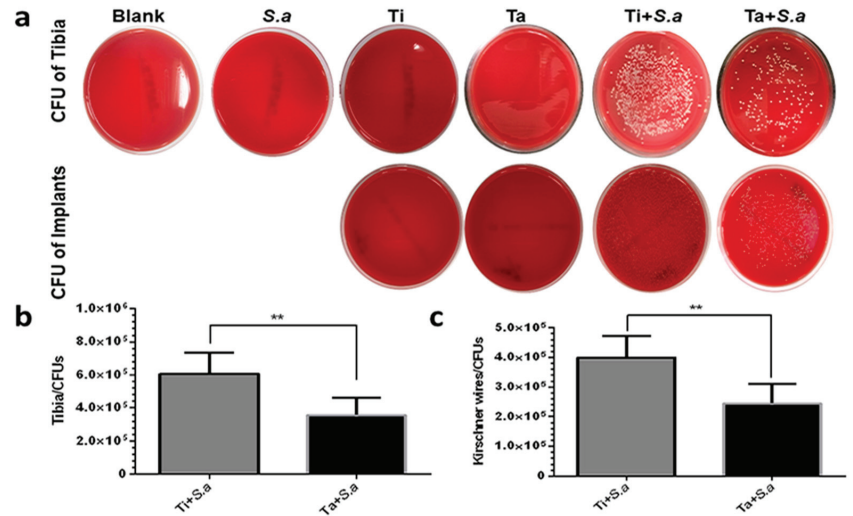 a
Blank S.a Ti Ta Ti+S.a Ta+S.a
CFU of Tibia
CFU of Implants
b
Tibia/CFUs
1.0×10⁶
8.0×10⁵
6.0×10⁵
4.0×10⁵
2.0×10⁵
0
**
Ti+S.a
Ta+S.a
c
Kirschner wires/CFUs
5.0×10⁵
4.0×10⁵
3.0×10⁵
2.0×10⁵
1.0×10⁵
0
**
Ti+S.a
Ta+S.a